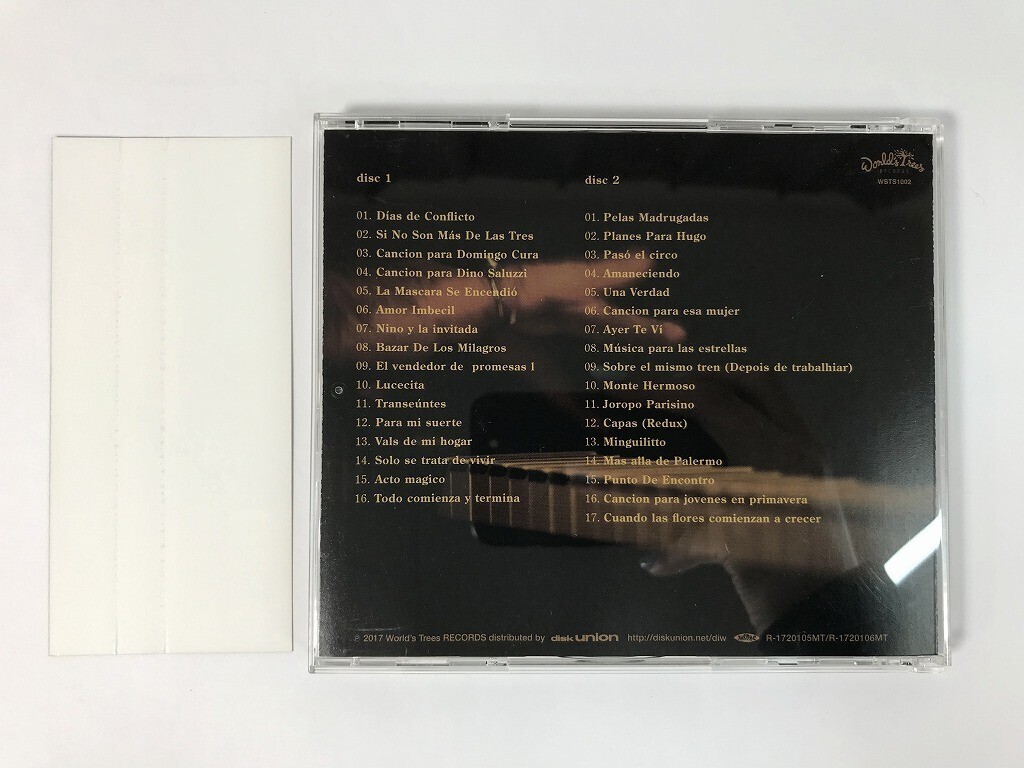 World's Trees
RECORDS
WSTS1002
disc 1
01. Días de Conflicto
02. Si No Son Más De Las Tres
03. Cancion para Domingo Cura
04. Cancion para Dino Saluzzì
05. La Mascara Se Encendió
06. Amor Imbecil
07. Nino y la invitada
08. Bazar De Los Milagros
09. El vendedor de promesas l
10. Lucecita
11. Transeúntes
12. Para mi suerte
13. Vals de mi hogar
14. Solo se trata de vivir
15. Acto magico
16. Todo comienza y termina
disc 2
01. Pelas Madrugadas
02. Planes Para Hugo
03. Pasó el circo
04. Amaneciendo
05. Una Verdad
06. Cancion para esa mujer
07. Ayer Te Ví
08. Música para las estrellas
09. Sobre el mismo tren (Depois de trabalhiar)
10. Monte Hermoso
11. Joropo Parisino
12. Capas (Redux)
13. Minguilitto
14. Mas alla de Palermo
15. Punto De Encontro
16. Cancion para jovenes en primavera
17. Cuando las flores comienzan a crecer
℗ 2017 World's Trees RECORDS distributed by disk union http://diskunion.net/diw R-1720105MT/R-1720106MT